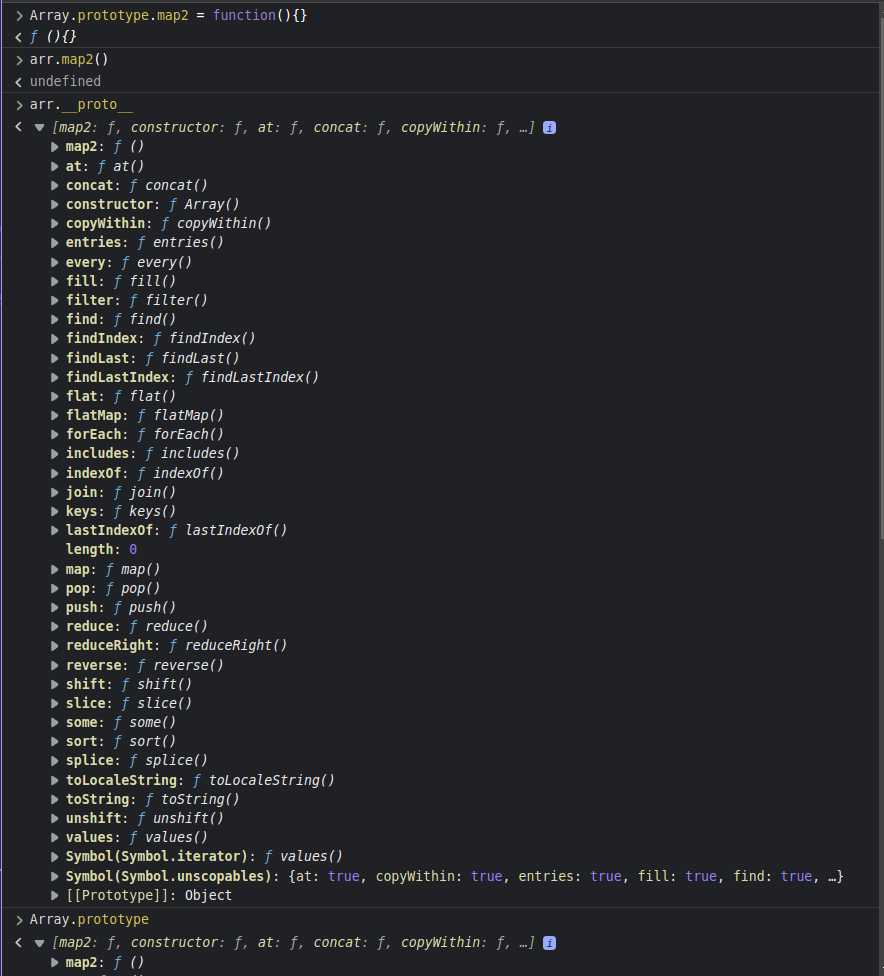 > Array.prototype.map2 = function(){}
< ƒ (){}
> arr.map2()
< undefined
> arr.__proto__
< ▼ [map2: ƒ, constructor: ƒ, at: ƒ, concat: ƒ, copyWithin: ƒ, …] i
▶ map2: ƒ ()
▶ at: ƒ at()
▶ concat: ƒ concat()
▶ constructor: ƒ Array()
▶ copyWithin: ƒ copyWithin()
▶ entries: ƒ entries()
▶ every: ƒ every()
▶ fill: ƒ fill()
▶ filter: ƒ filter()
▶ find: ƒ find()
▶ findIndex: ƒ findIndex()
▶ findLast: ƒ findLast()
▶ findLastIndex: ƒ findLastIndex()
▶ flat: ƒ flat()
▶ flatMap: ƒ flatMap()
▶ forEach: ƒ forEach()
▶ includes: ƒ includes()
▶ indexOf: ƒ indexOf()
▶ join: ƒ join()
▶ keys: ƒ keys()
▶ lastIndexOf: ƒ lastIndexOf()
length: 0
▶ map: ƒ map()
▶ pop: ƒ pop()
▶ push: ƒ push()
▶ reduce: ƒ reduce()
▶ reduceRight: ƒ reduceRight()
▶ reverse: ƒ reverse()
▶ shift: ƒ shift()
▶ slice: ƒ slice()
▶ some: ƒ some()
▶ sort: ƒ sort()
▶ splice: ƒ splice()
▶ toLocaleString: ƒ toLocaleString()
▶ toString: ƒ toString()
▶ unshift: ƒ unshift()
▶ values: ƒ values()
▶ Symbol(Symbol.iterator): ƒ values()
▶ Symbol(Symbol.unscopables): {at: true, copyWithin: true, entries: true, fill: true, find: true, …}
▶ [[Prototype]]: Object
> Array.prototype
< ▼ [map2: ƒ, constructor: ƒ, at: ƒ, concat: ƒ, copyWithin: ƒ, …] i
▶ map2: ƒ ()